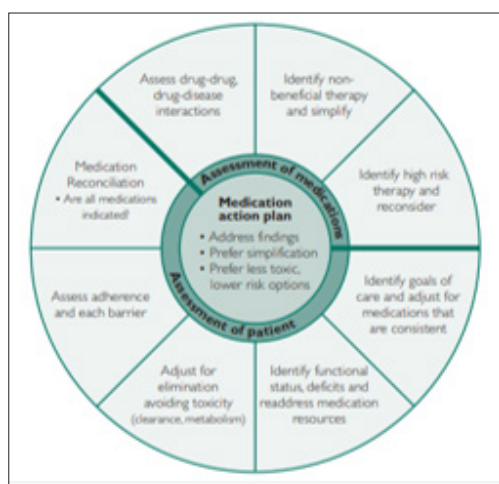 Assess drug-drug,
drug-disease
interactions
Identify non-
beneficial therapy
and simplify
Identify high risk
therapy and
reconsider
Identify goals of
care and adjust for
medications that
are consistent
Identify functional
status, deficits and
readdress medication
resources
Adjust for
elimination
avoiding toxicity
(clearance, metabolism)
Assess adherence
and each barrier
Medication
Reconciliation
• Are all medications
indicated?
Assessment of medications
Medication
action plan
• Address findings
• Prefer simplification
• Prefer less toxic,
lower risk options
Assessment of patient